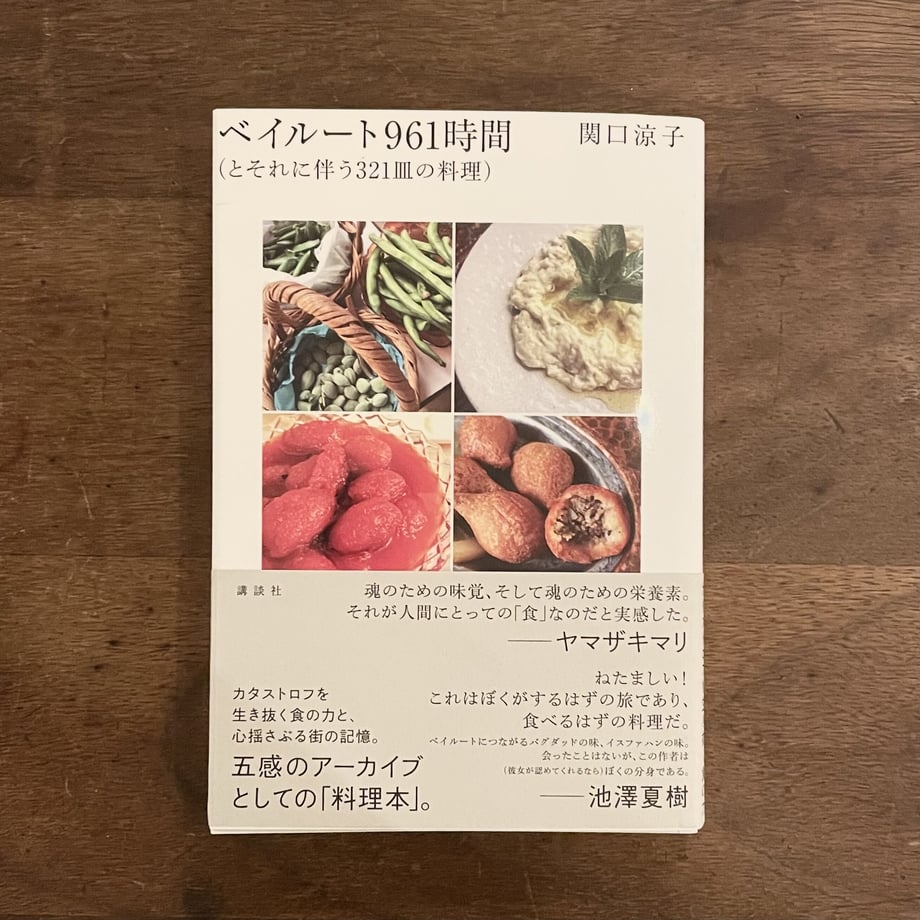 ベイルート961時間
(とそれに伴う321皿の料理)
関口涼子
講談社
魂のための味覚、そして魂のための栄養素。
それが人間にとっての「食」なのだと実感した。
——ヤマザキマリ
ねたましい!
これはぼくがするはずの旅であり、
食べるはずの料理だ。
ベイルートにつながるバグダッドの味、イスファハンの味。
会ったことはないが、この作者は
(彼女が認めてくれるなら)ぼくの分身である。
——池澤夏樹
カタストロフを
生き抜く食の力と、
心揺さぶる街の記憶。
五感のアーカイブ
としての「料理本」。